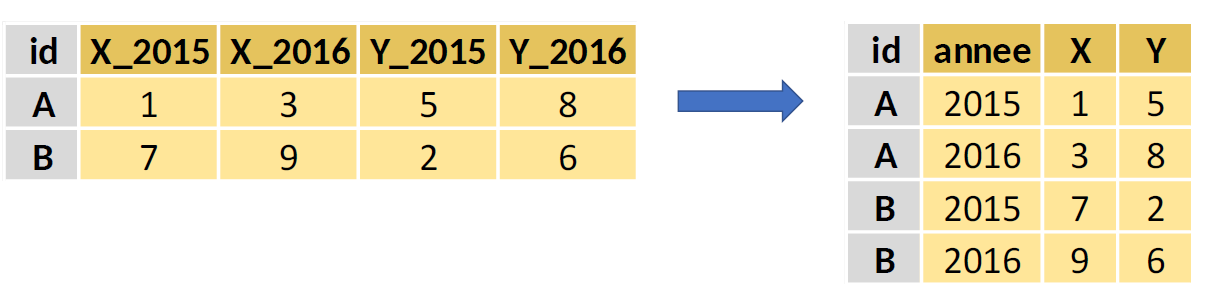 id X_2015 X_2016 Y_2015 Y_2016
A 1 3 5 8
B 7 9 2 6
id annee X Y
A 2015 1 5
A 2016 3 8
B 2015 7 2
B 2016 9 6